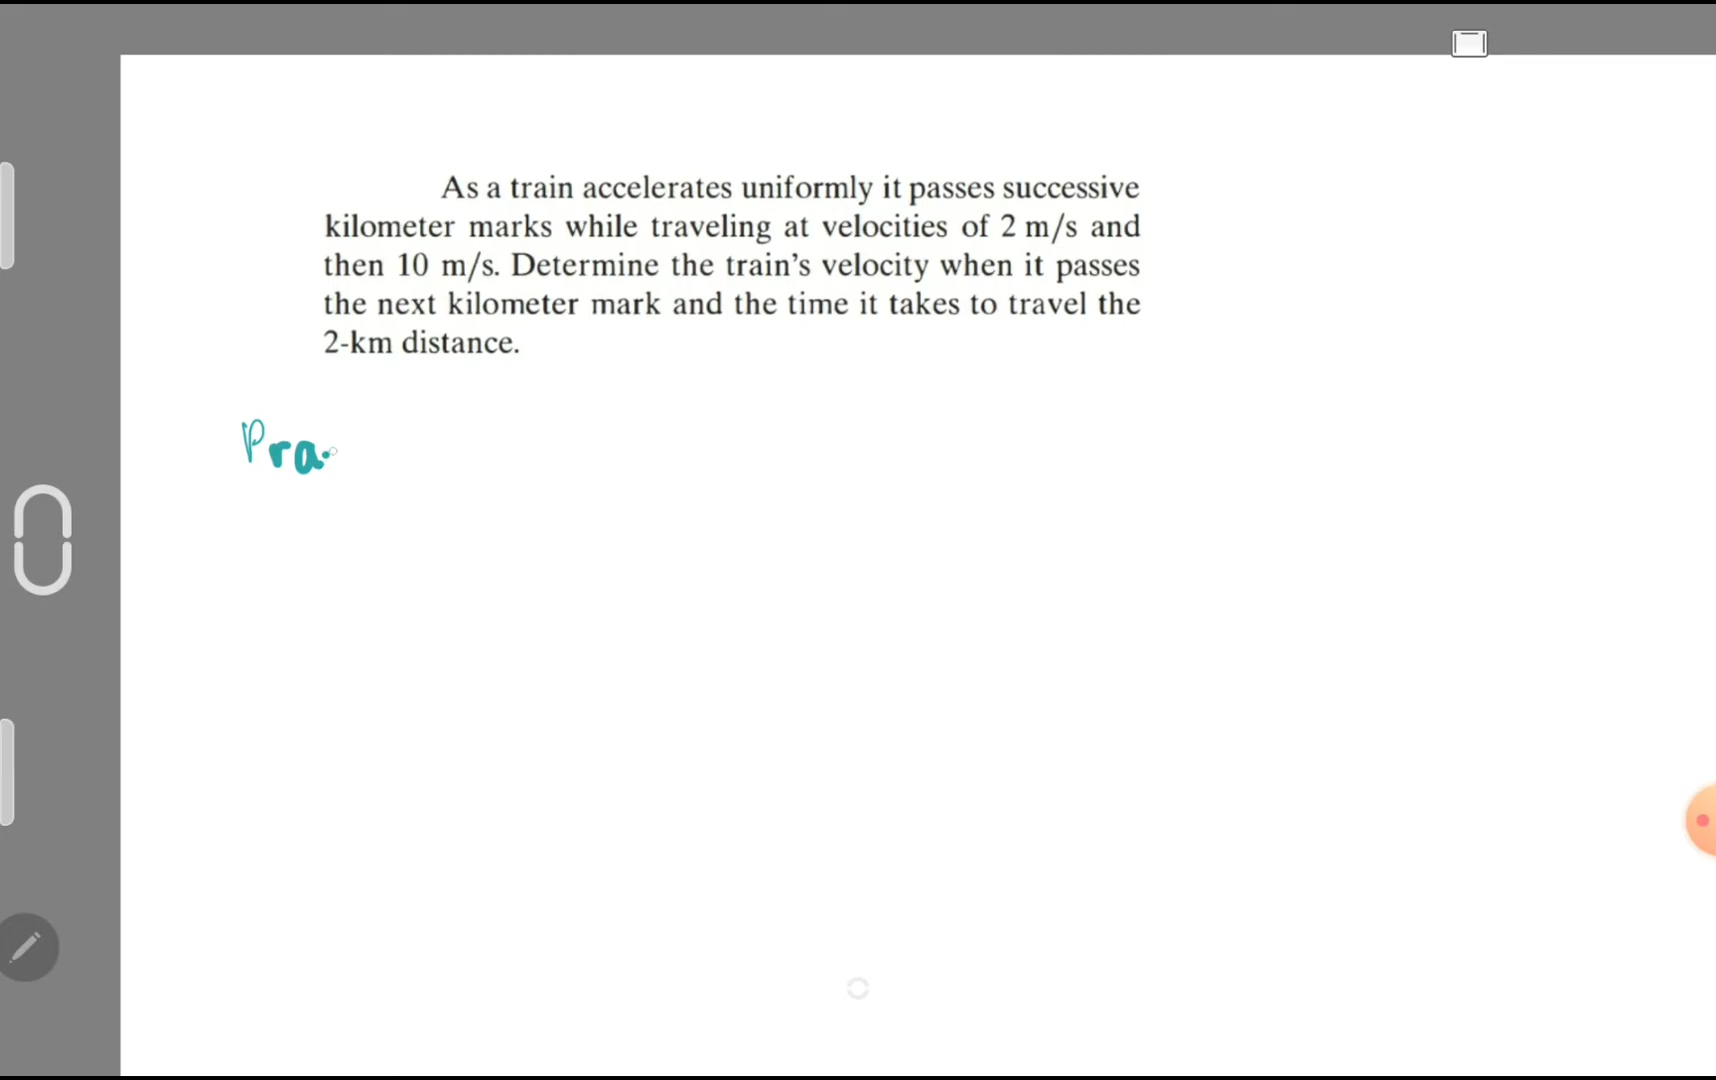 As a train accelerates uniformly it passes successive
kilometer marks while traveling at velocities of 2 m/s and
then 10 m/s. Determine the train's velocity when it passes
the next kilometer mark and the time it takes to travel the
2-km distance.
Pra